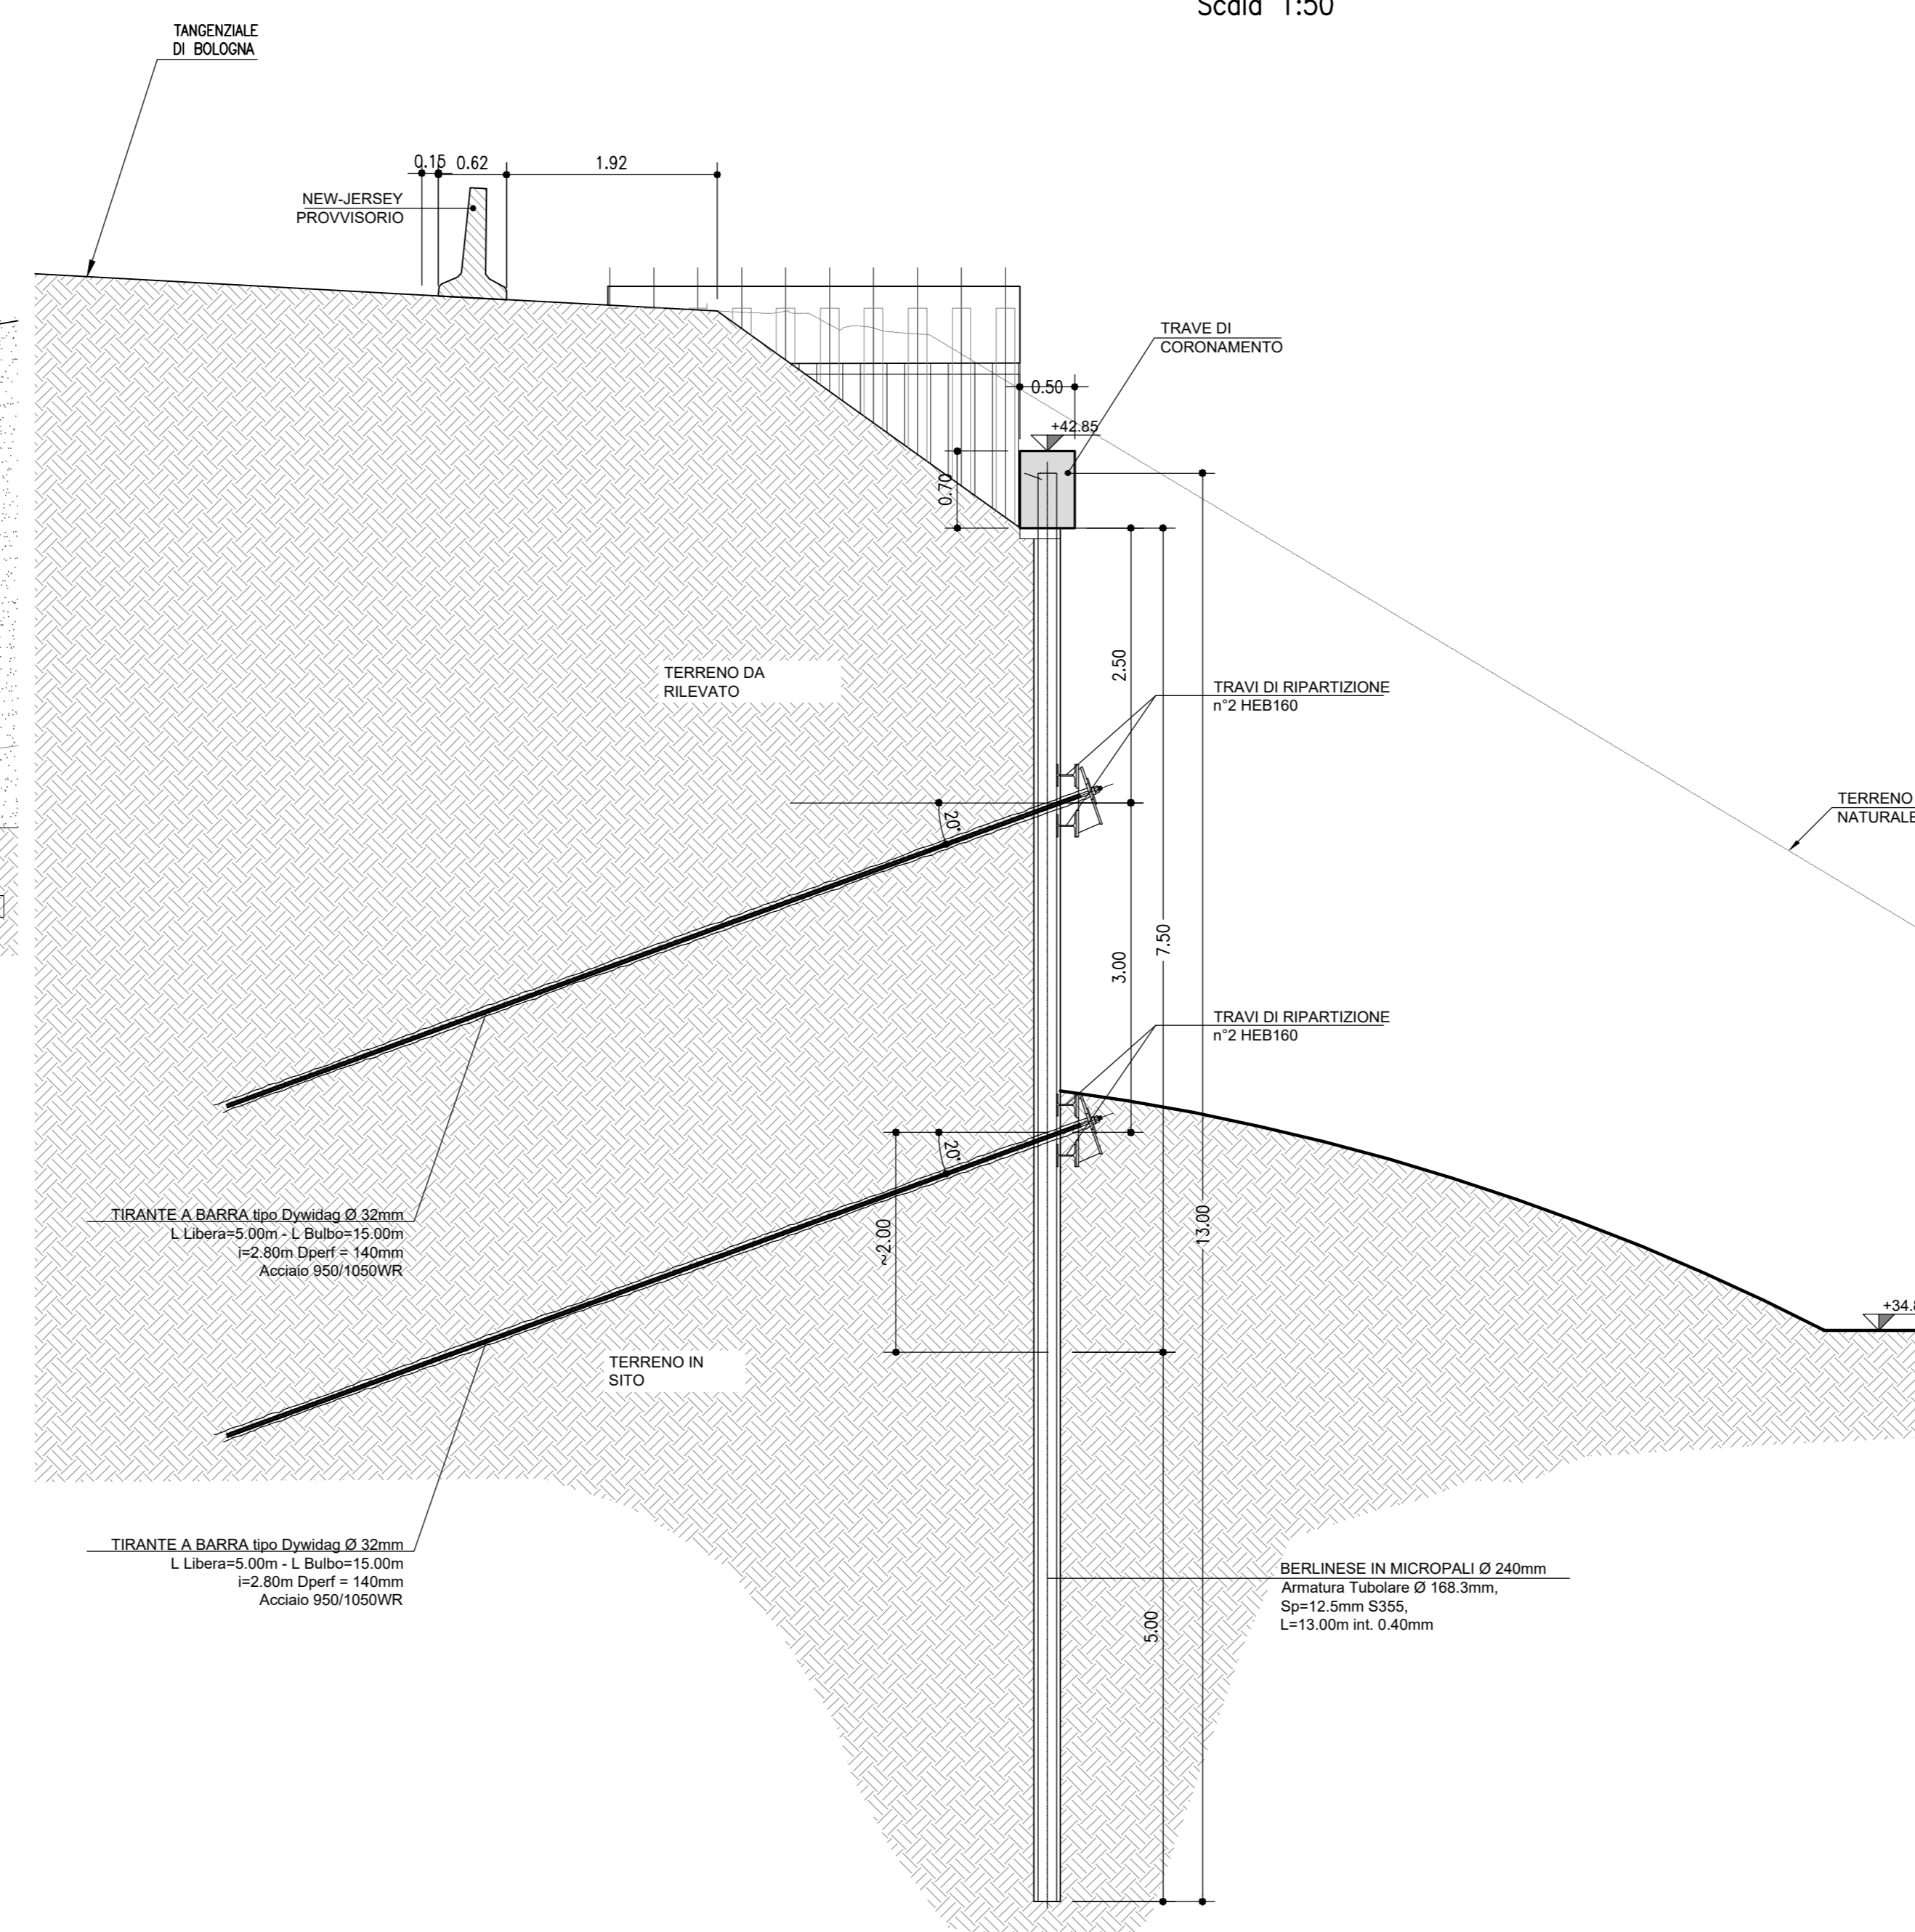 Scala 1:50
TANGENZIALE
DI BOLOGNA
0.15 0.62 1.92
NEW-JERSEY
PROVVISORIO
TRAVE DI
CORONAMENTO
0.50
+42.85
0.70
2.50
TERRENO DA
RILEVATO
TRAVI DI RIPARTIZIONE
n°2 HEB160
TERRENO
NATURALE
20°
7.50
3.00
TRAVI DI RIPARTIZIONE
n°2 HEB160
20°
~2.00
13.00
TIRANTE A BARRA tipo Dywidag Ø 32mm
L Libera=5.00m - L Bulbo=15.00m
i=2.80m Dperf = 140mm
Acciaio 950/1050WR
+34.8
TERRENO IN
SITO
TIRANTE A BARRA tipo Dywidag Ø 32mm
L Libera=5.00m - L Bulbo=15.00m
i=2.80m Dperf = 140mm
Acciaio 950/1050WR
5.00
BERLINESE IN MICROPALI Ø 240mm
Armatura Tubolare Ø 168.3mm,
Sp=12.5mm S355,
L=13.00m int. 0.40mm